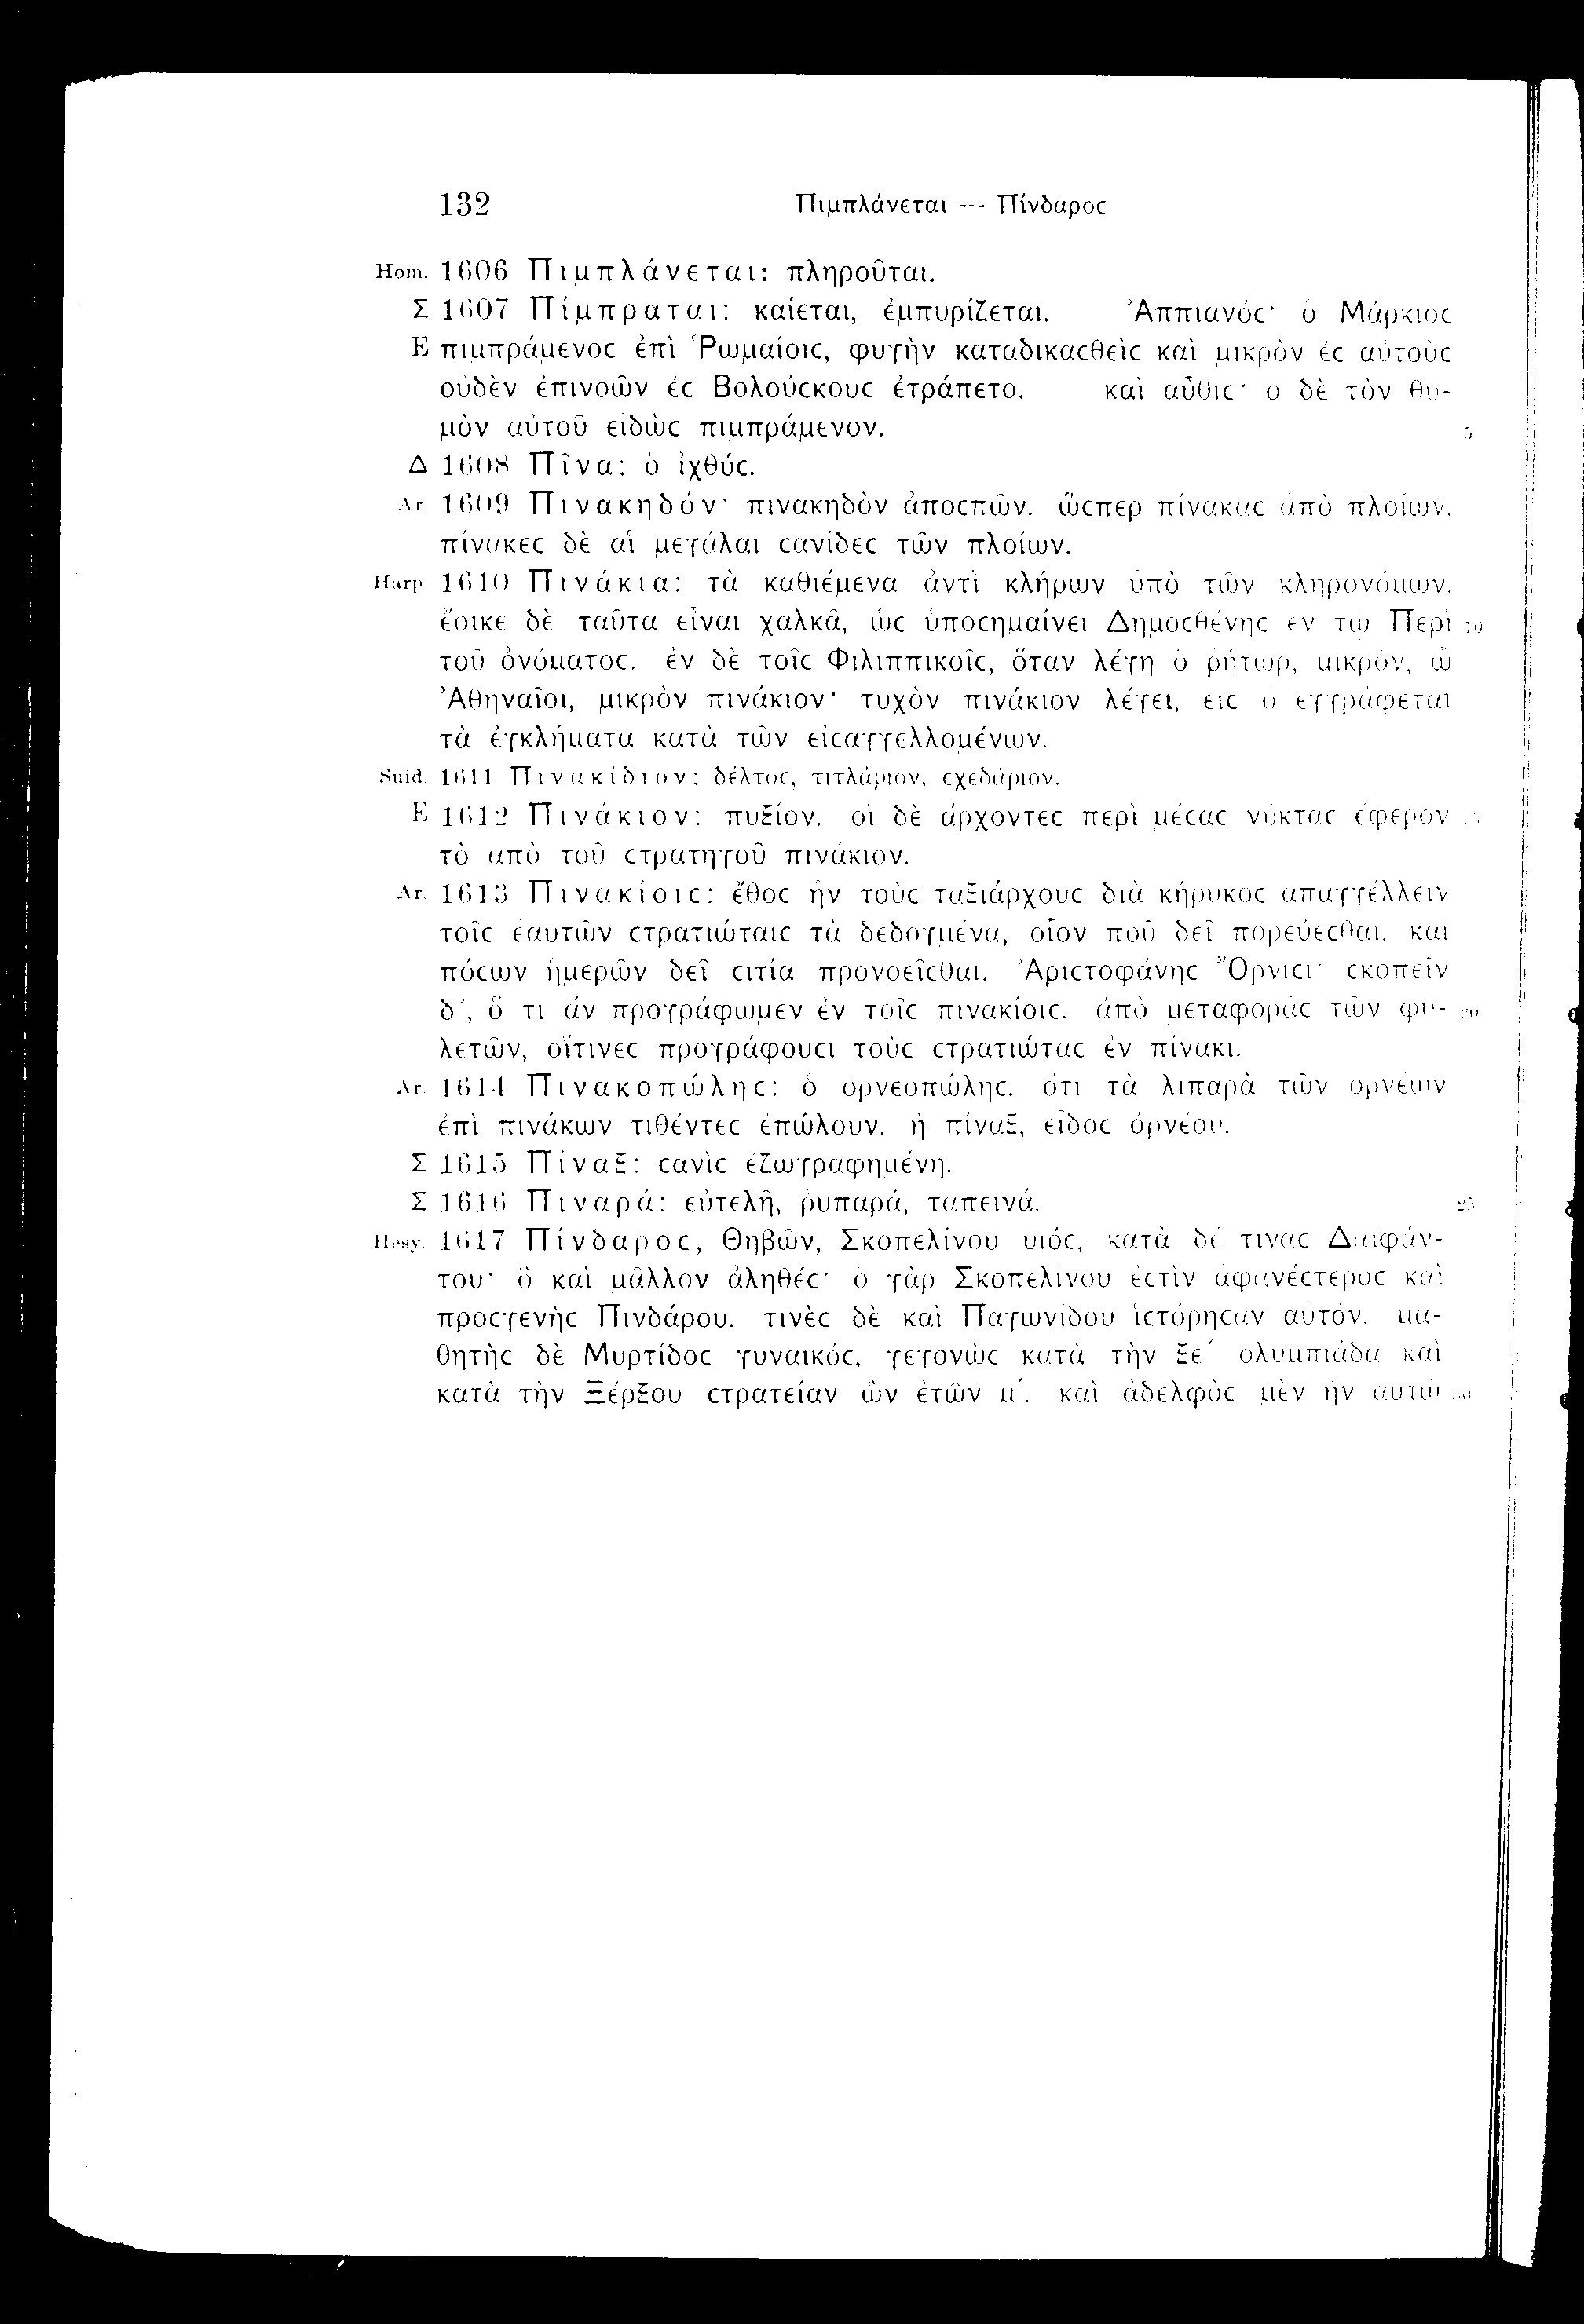 132 Πιμπλάνεται — Πίνδαροϲ
Hom. 1606 Πιμπλάνεται: πληροῦται.
Σ 1607 Πίμπραται: καίεται, ἐμπυρίζεται. Ἀππιανόϲ· ὁ Μάρκιοϲ
E πιμπράμενοϲ ἐπὶ Ῥωμαίοιϲ, φυγὴν καταδικαϲθεὶϲ καὶ μικρὸν ἐϲ αὐτοὺϲ
οὐδὲν ἐπινοῶν ἐϲ Βολούϲκουϲ ἐτράπετο. καὶ αὖθιϲ· ὁ δὲ τὸν θυ-
μὸν αὐτοῦ εἰδὼϲ πιμπράμενον. 5
Δ 1608 Πῖνα: ὁ ἰχθύϲ.
Ar. 1609 Πινακηδόν· πινακηδὸν ἀποϲπῶν. ὥϲπερ πίνακαϲ ἀπὸ πλοίων.
πίνακεϲ δὲ αἱ μεγάλαι ϲανίδεϲ τῶν πλοίων.
Harp. 1610 Πινάκια: τὰ καθιέμενα ἀντὶ κλήρων ὑπὸ τῶν κληρονόμων.
ἔοικε δὲ ταῦτα εἶναι χαλκᾶ, ὡϲ ὑποϲημαίνει Δημοϲθένηϲ ἐν τῷ Περὶ 10
τοῦ ὀνόματοϲ. ἐν δὲ τοῖϲ Φιλιππικοῖϲ, ὅταν λέγῃ ὁ ῥήτωρ, μικρὸν, ὦ
Ἀθηναῖοι, μικρὸν πινάκιον· τυχὸν πινάκιον λέγει, εἰϲ ὃ ἐγγράφεται
τὰ ἐγκλήματα κατὰ τῶν εἰϲαγγελλομένων.
Suid. 1611 Πινακίδιον: δέλτοϲ, τιτλάριον, ϲχεδάριον.
E 1612 Πινάκιον: πυξίον. οἱ δὲ ἄρχοντεϲ περὶ μέϲαϲ νύκταϲ ἔφερον
τὸ ἀπὸ τοῦ ϲτρατηγοῦ πινάκιον.
Ar. 1613 Πινακίοιϲ: ἔθοϲ ἦν τοὺϲ ταξιάρχουϲ διὰ κήρυκοϲ ἀπαγγέλλειν
τοῖϲ ἑαυτῶν ϲτρατιώταιϲ τὰ δεδογμένα, οἷον ποῦ δεῖ πορεύεϲθαι, καὶ
πόϲων ἡμερῶν δεῖ ϲιτία προνοεῖϲθαι. Ἀριϲτοφάνηϲ Ὄρνιϲι· ϲκοπεῖν
δ’, ὅ τι ἂν προγράφωμεν ἐν τοῖϲ πινακίοιϲ. ἀπὸ μεταφορᾶϲ τῶν φυ- 20
λετῶν, οἵτινεϲ προγράφουϲι τοὺϲ ϲτρατιώταϲ ἐν πίνακι.
Ar. 1614 Πινακοπώληϲ: ὁ ὀρνεοπώληϲ. ὅτι τὰ λιπαρὰ τῶν ὀρνέων
ἐπὶ πινάκων τιθέντεϲ ἐπώλουν. ἢ πίναξ, εἶδοϲ ὀρνέου.
Σ 1615 Πίναξ: ϲανὶϲ ἐζωγραφημένη.
Σ 1616 Πιναρά: εὐτελῆ, ῥυπαρά, ταπεινά. 25
Hesy. 1617 Πίνδαροϲ, Θηβῶν, Σκοπελίνου υἱόϲ, κατὰ δέ τιναϲ Δαϊφάν-
του· ὃ καὶ μᾶλλον ἀληθέϲ· ὁ γὰρ Σκοπελίνου ἐϲτὶν ἀφανέϲτεροϲ καὶ
προϲγενὴϲ Πινδάρου. τινὲϲ δὲ καὶ Παγωνίδου ἱϲτόρηϲαν αὐτόν. μα-
θητὴϲ δὲ Μυρτίδοϲ γυναικόϲ, γεγονὼϲ κατὰ τὴν ξε΄ ὀλυμπιάδα καὶ
κατὰ τὴν Ξέρξου ϲτρατείαν ὢν ἐτῶν μ΄. καὶ ἀδελφὸϲ μὲν ἦν αὐτῷ 30